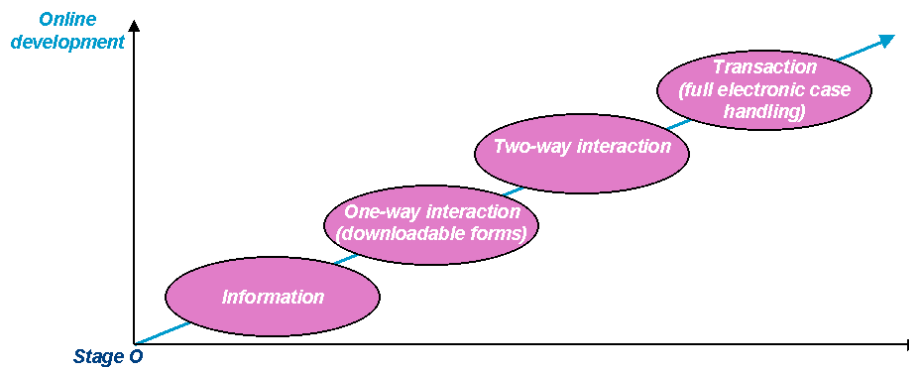 Online
development
Transaction
(full electronic case
handling)
Two-way interaction
One-way interaction
(downloadable forms)
Information
Stage O